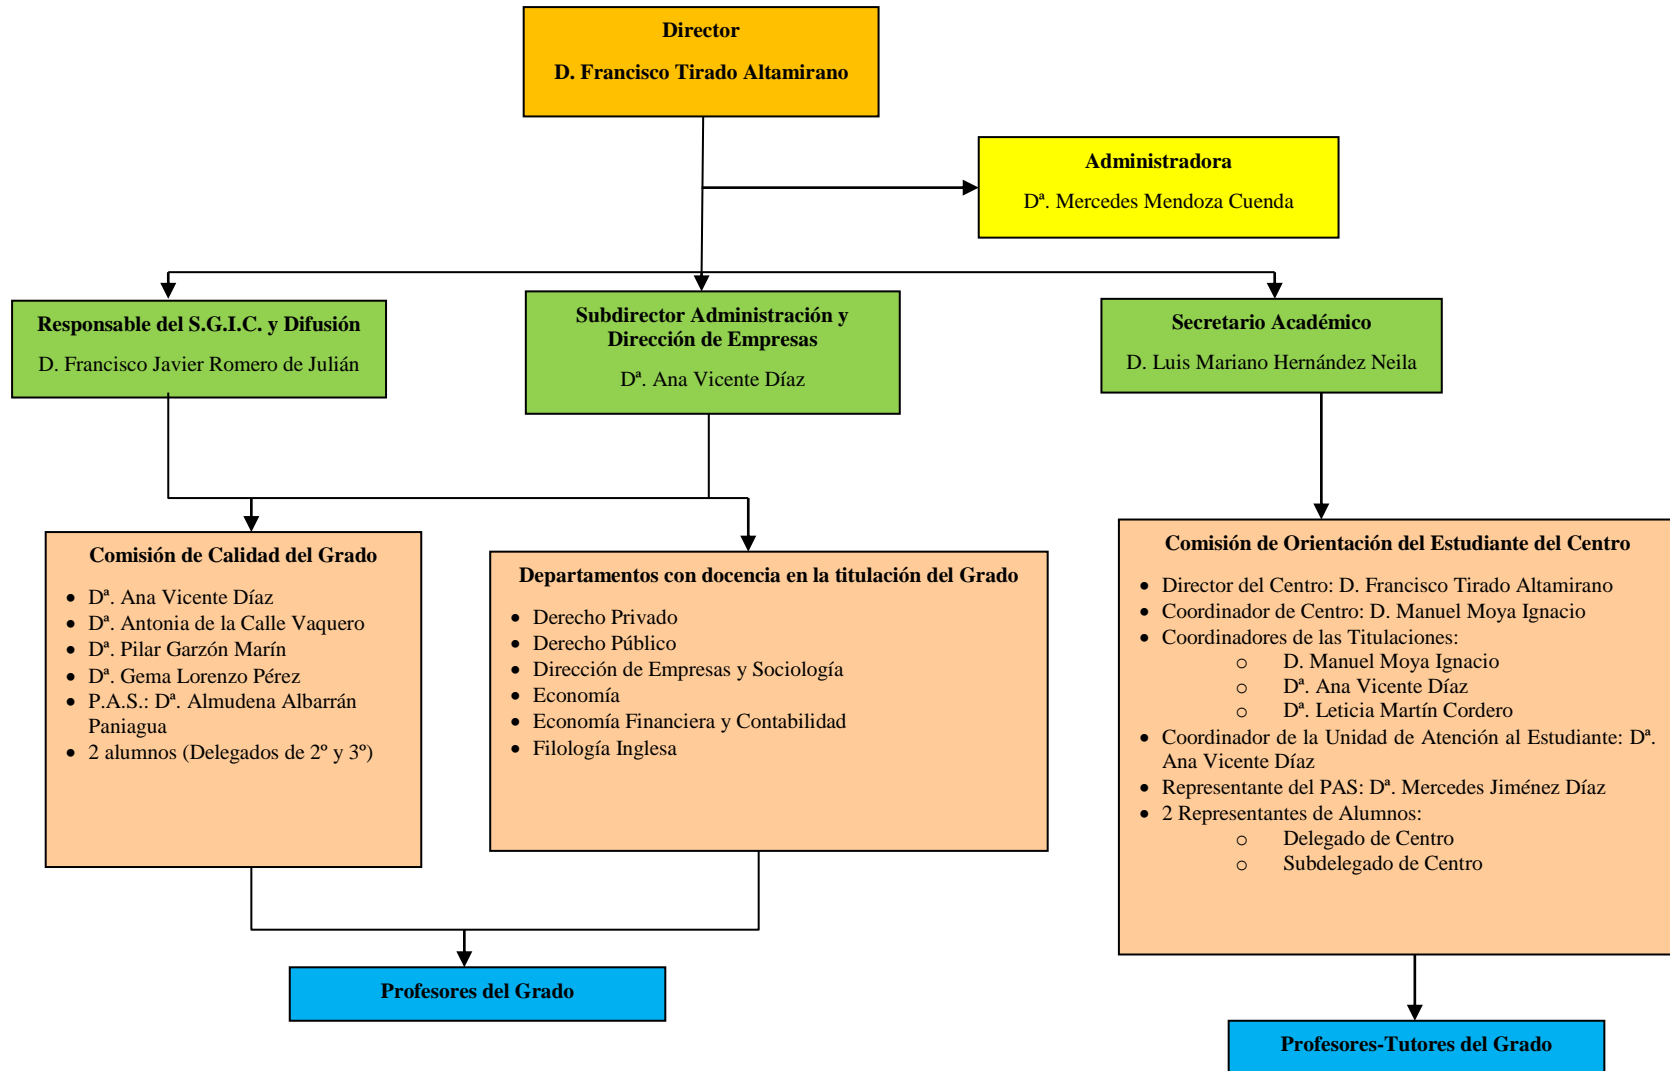 Director
D. Francisco Tirado Altamirano
Administradora
Dª. Mercedes Mendoza Cuenda
Responsable del S.G.I.C. y Difusión
D. Francisco Javier Romero de Julián
Subdirector Administración y
Dirección de Empresas
Dª. Ana Vicente Díaz
Secretario Académico
D. Luis Mariano Hernández Neila
Comisión de Calidad del Grado
• Dª. Ana Vicente Díaz
• Dª. Antonia de la Calle Vaquero
• Dª. Pilar Garzón Marín
• Dª. Gema Lorenzo Pérez
• P.A.S.: Dª. Almudena Albarrán
Paniagua
• 2 alumnos (Delegados de 2º y 3º)
Departamentos con docencia en la titulación del Grado
• Derecho Privado
• Derecho Público
• Dirección de Empresas y Sociología
• Economía
• Economía Financiera y Contabilidad
• Filología Inglesa
Comisión de Orientación del Estudiante del Centro
• Director del Centro: D. Francisco Tirado Altamirano
• Coordinador de Centro: D. Manuel Moya Ignacio
• Coordinadores de las Titulaciones:
o D. Manuel Moya Ignacio
o Dª. Ana Vicente Díaz
o Dª. Leticia Martín Cordero
• Coordinador de la Unidad de Atención al Estudiante: Dª.
Ana Vicente Díaz
• Representante del PAS: Dª. Mercedes Jiménez Díaz
• 2 Representantes de Alumnos:
o Delegado de Centro
o Subdelegado de Centro
Profesores del Grado
Profesores-Tutores del Grado